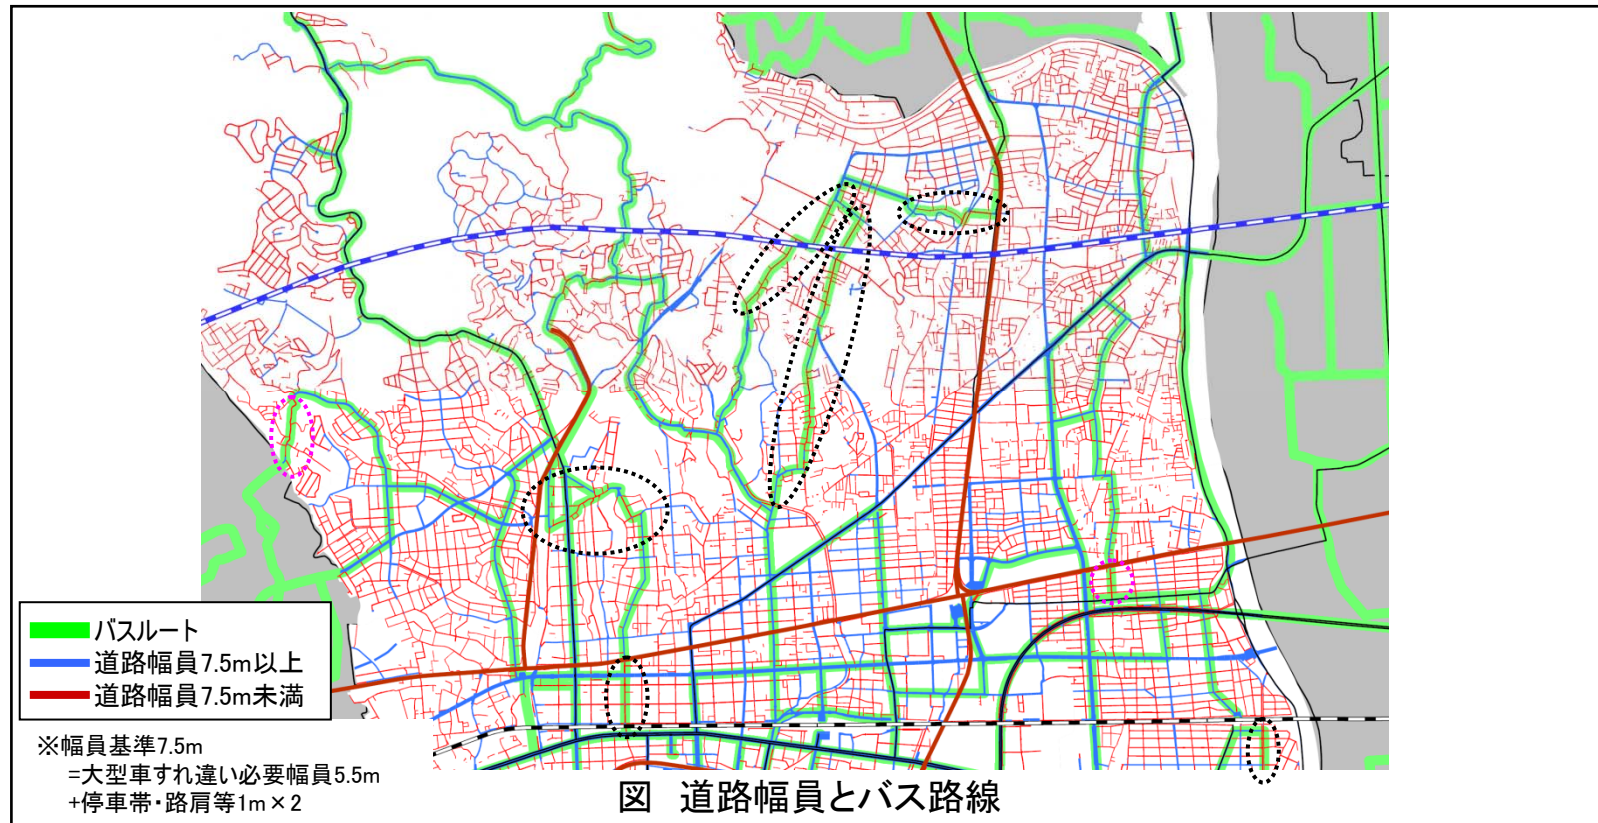 バスルート
道路幅員7.5m以上
道路幅員7.5m未満
※幅員基準7.5m
=大型車すれ違い必要幅員5.5m
+停車帯・路肩等1m×2
図 道路幅員とバス路線